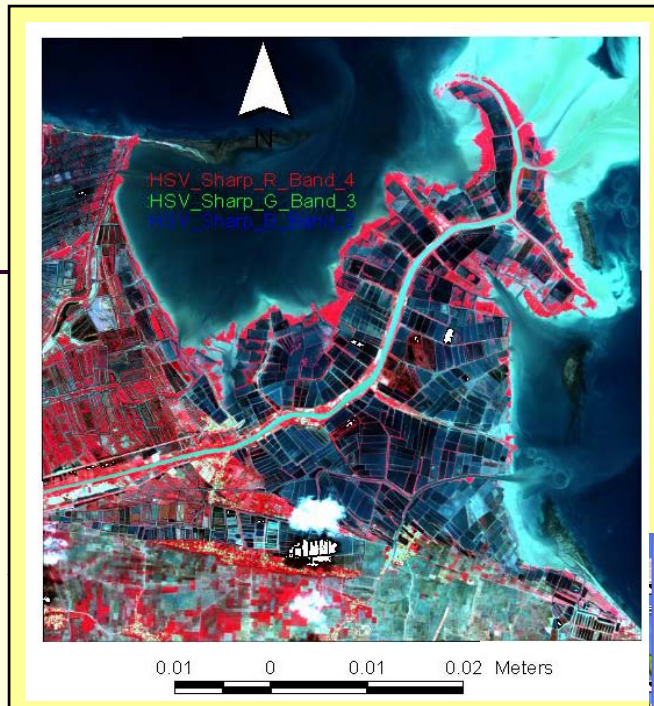 N
:HSV_Sharp_R_Band_4
:HSV_Sharp_G_Band_3
:HSV_Sharp_B_Band_2
0.01 0 0.01 0.02 Meters